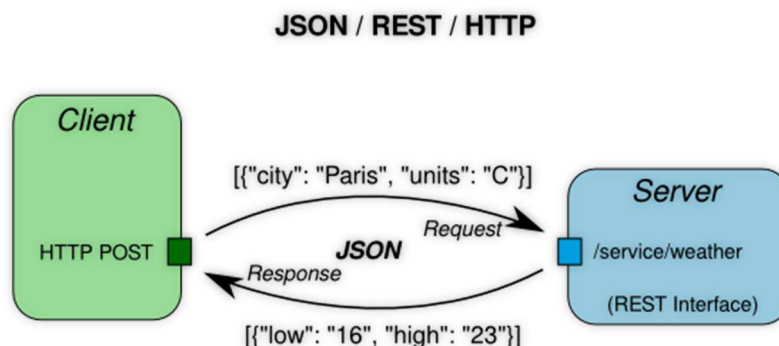 JSON / REST / HTTP
Client
Server
[{"city": "Paris", "units": "C"}]
Request
HTTP POST
JSON
/service/weather
Response
(REST Interface)
[{"low": "16", "high": "23"}]